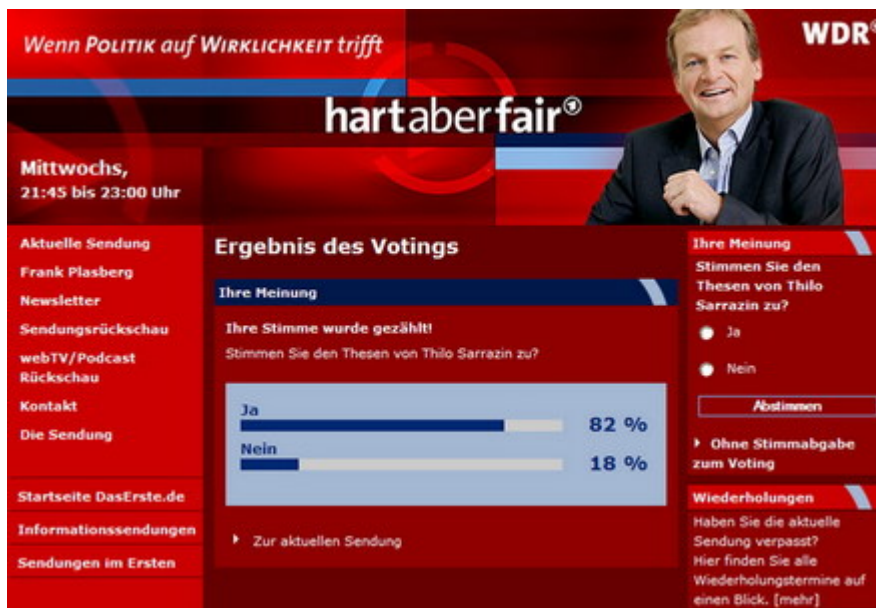 Wenn POLITIK auf WIRKLICHKEIT trifft
WDR
hartaberfair
Mittwochs,
21:45 bis 23:00 Uhr
Aktuelle Sendung
Frank Plasberg
Newsletter
Sendungsrückschau
webTV/Podcast
Rückschau
Kontakt
Die Sendung
Startseite DasErste.de
Informationssendungen
Sendungen im Ersten
Ergebnis des Votings
Ihre Meinung
Ihre Stimme wurde gezählt!
Stimmen Sie den Thesen von Thilo Sarrazin zu?
Ja
82 %
Nein
18 %
Zur aktuellen Sendung
Ihre Meinung
Stimmen Sie den
Thesen von Thilo
Sarrazin zu?
Ja
Nein
Abstimmen
Ohne Stimmabgabe
zum Voting
Wiederholungen
Haben Sie die aktuelle
Sendung verpasst?
Hier finden Sie alle
Wiederholungstermine auf
einen Blick. [mehr]